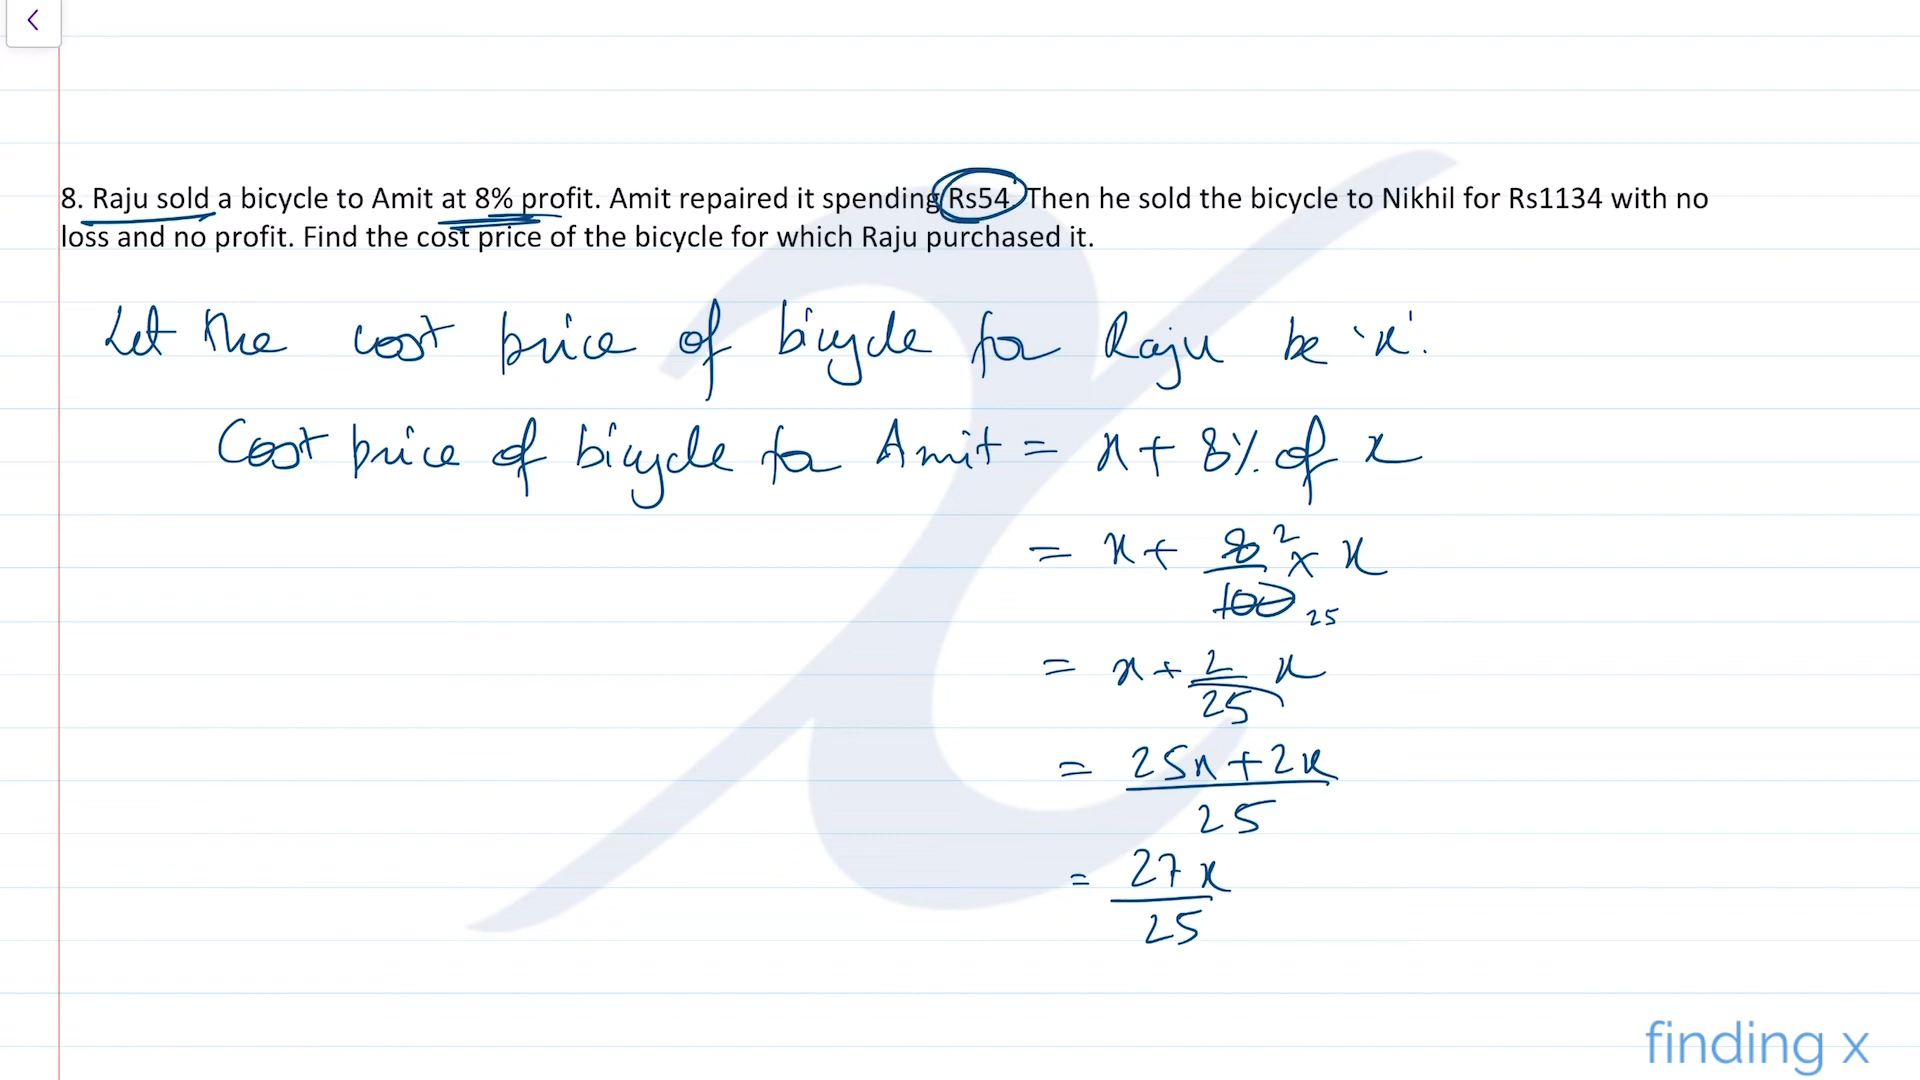 8. Raju sold a bicycle to Amit at 8% profit. Amit repaired it spending Rs54. Then he sold the bicycle to Nikhil for Rs1134 with no
loss and no profit. Find the cost price of the bicycle for which Raju purchased it.
Let the cost price of bicycle for Raju be 'x'.
Cost price of bicycle for Amit = x + 8% of x
= x + 8/100 × x 2 25
= x + 2/25 x
= 25x + 2x / 25
= 27x / 25
finding x